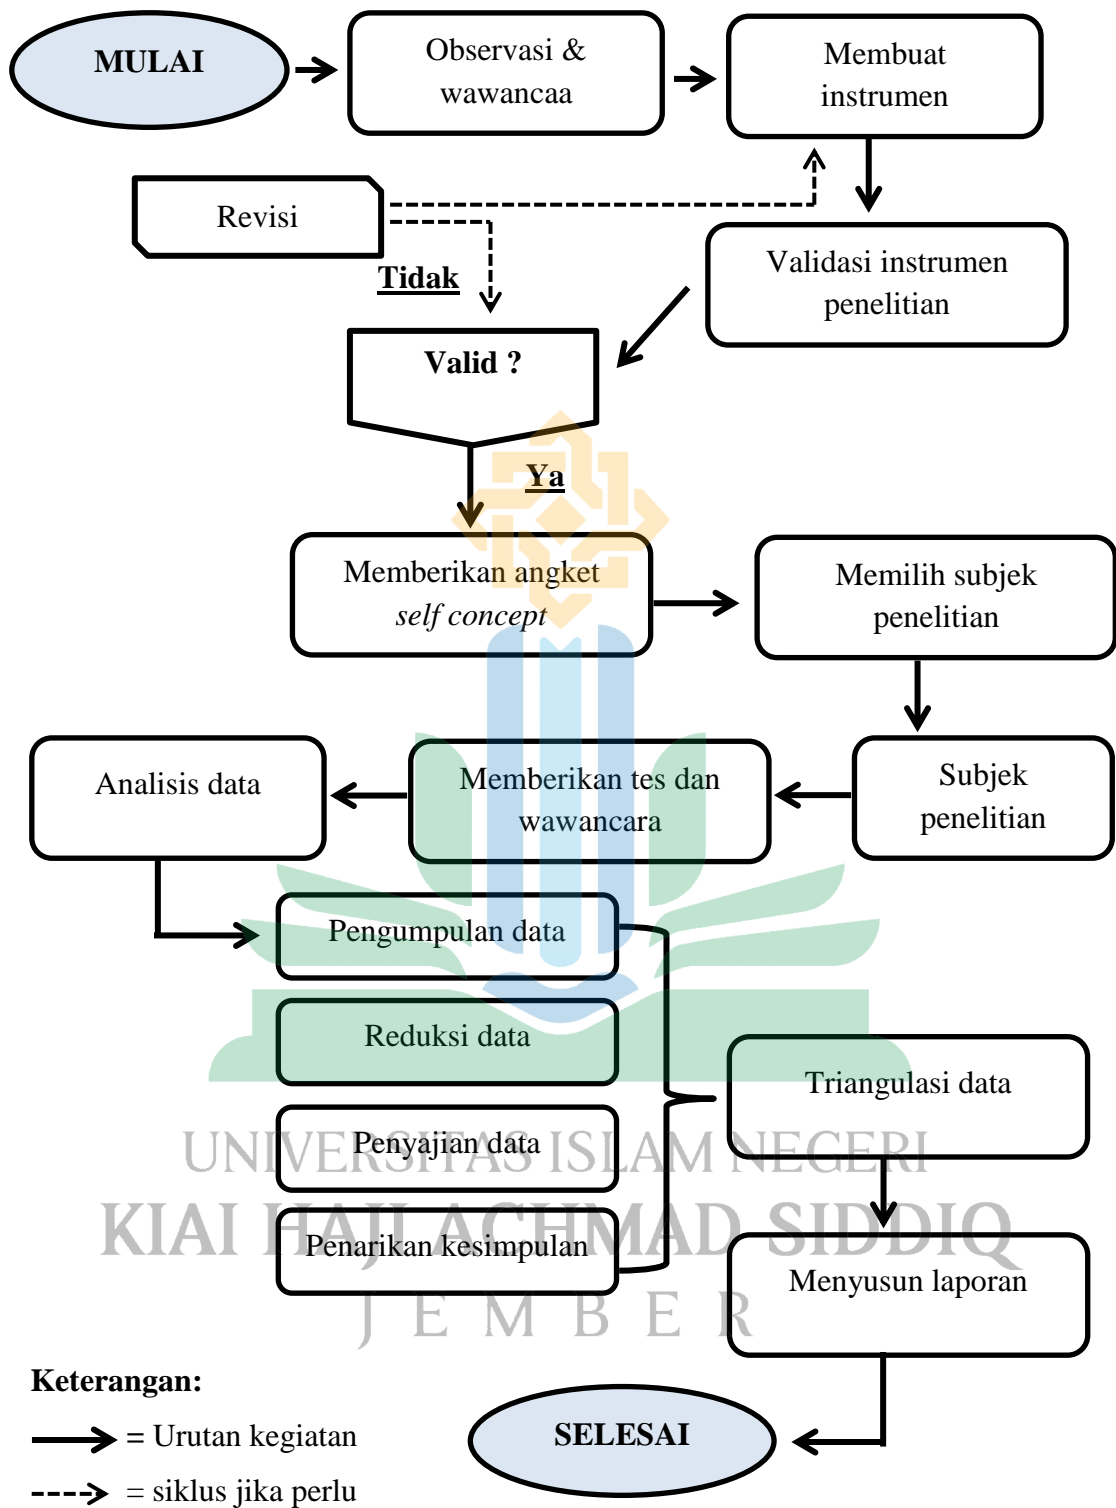 MULAI
Observasi &
wawancaa
Membuat
instrumen
Revisi
Validasi instrumen
penelitian
Tidak
Valid ?
Ya
Memberikan angket
self concept
Memilih subjek
penelitian
Subjek
penelitian
Memberikan tes dan
wawancara
Analisis data
Pengumpulan data
Reduksi data
Penyajian data
Penarikan kesimpulan
Triangulasi data
Menyusun laporan
UNIVERSITAS ISLAM NEGERI
KIAI HAJI ACHMAD SIDDIQ
JEMBER
Keterangan:
= Urutan kegiatan
= siklus jika perlu
SELESAI